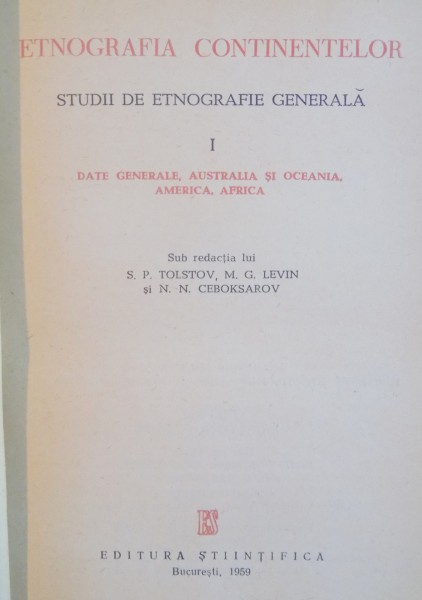 ETNOGRAFIA CONTINENTELOR
STUDII DE ETNOGRAFIE GENERALĂ
I
DATE GENERALE, AUSTRALIA ȘI OCEANIA,
AMERICA, AFRICA
Sub redacția lui
S. P. TOLSTOV, M. G. LEVIN
și N. N. CEBOKSAROV
ES
EDITURA ȘTIINȚIFICA
București, 1959